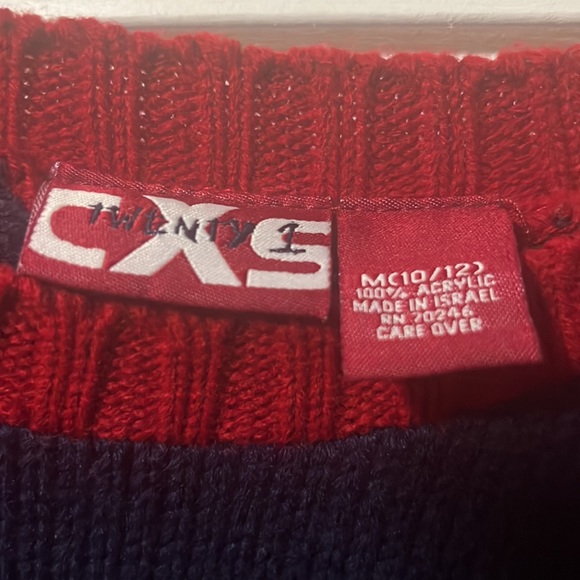 CXS
TWENTY 1
M(10/12)
100% ACRYLIC
MADE IN ISRAEL
RN 70246
CARE OVER